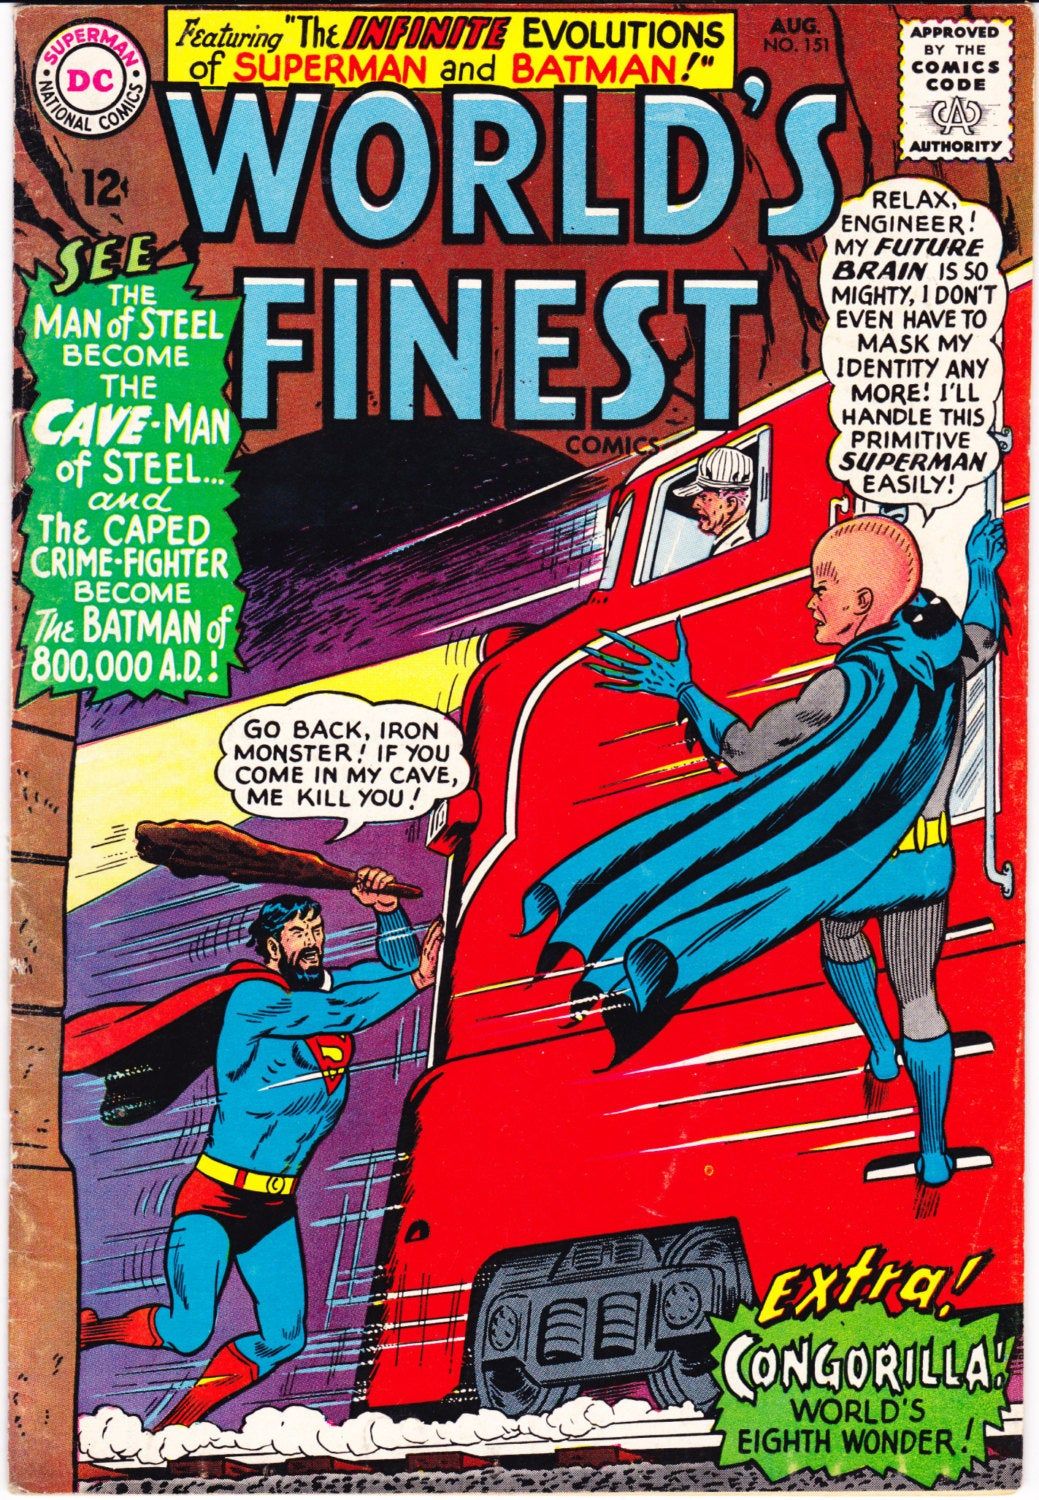 SUPERMAN
DC
NATIONAL COMICS
Featuring "The INFINITE EVOLUTIONS
of SUPERMAN and BATMAN!"
AUG.
NO. 151
APPROVED
BY THE
COMICS
CODE
CA
AUTHORITY
12¢
WORLD'S
FINEST
COMICS
SEE
THE
MAN of STEEL
BECOME
THE
CAVE-MAN
of STEEL...
and
THE CAPED
CRIME-FIGHTER
BECOME
The BATMAN of
800,000 A.D.!
RELAX,
ENGINEER!
MY FUTURE
BRAIN IS SO
MIGHTY, I DON'T
EVEN HAVE TO
MASK MY
IDENTITY ANY
MORE! I'LL
HANDLE THIS
PRIMITIVE
SUPERMAN
EASILY!
GO BACK, IRON
MONSTER! IF YOU
COME IN MY CAVE,
ME KILL YOU!
S
Extra!
CONGORILLA!
WORLD'S
EIGHTH WONDER!